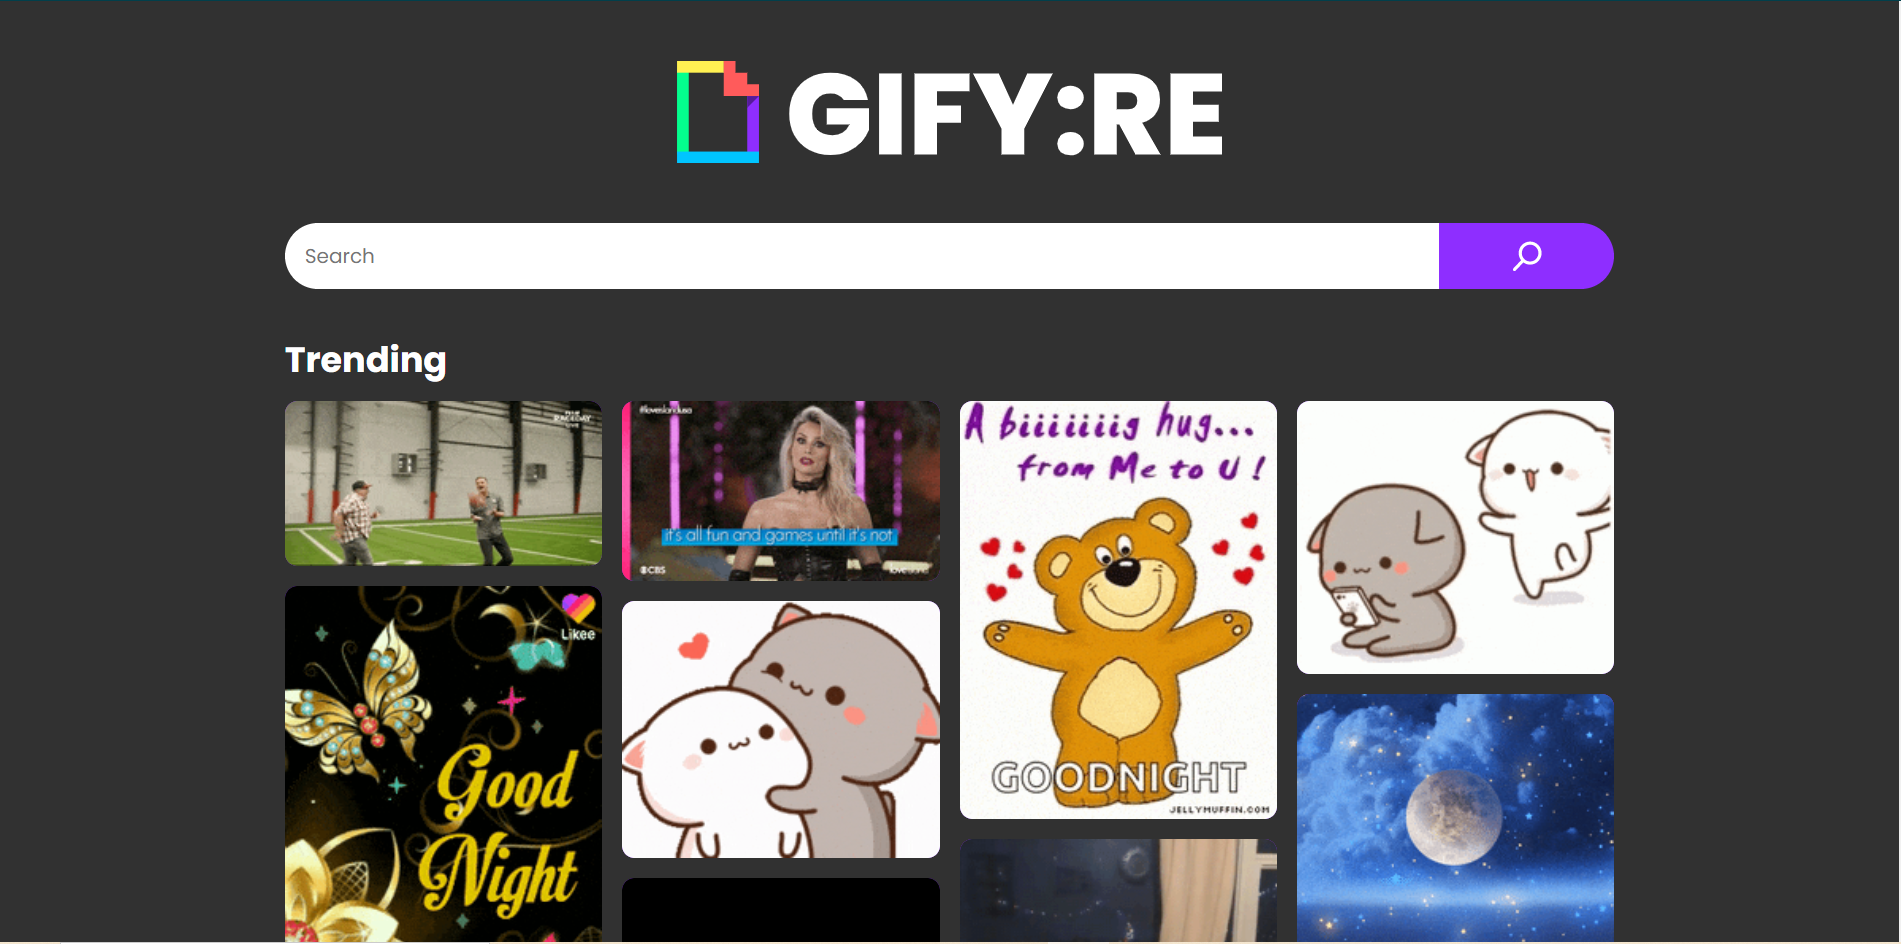 GIFY:RE
Search
Trending
#loveislandusa
it's all fun and games until it's not
CBS
A biiiiiiig hug...
from Me to U !
GOODNIGHT
JELLYMUFFIN.COM
Likee
Good
Night